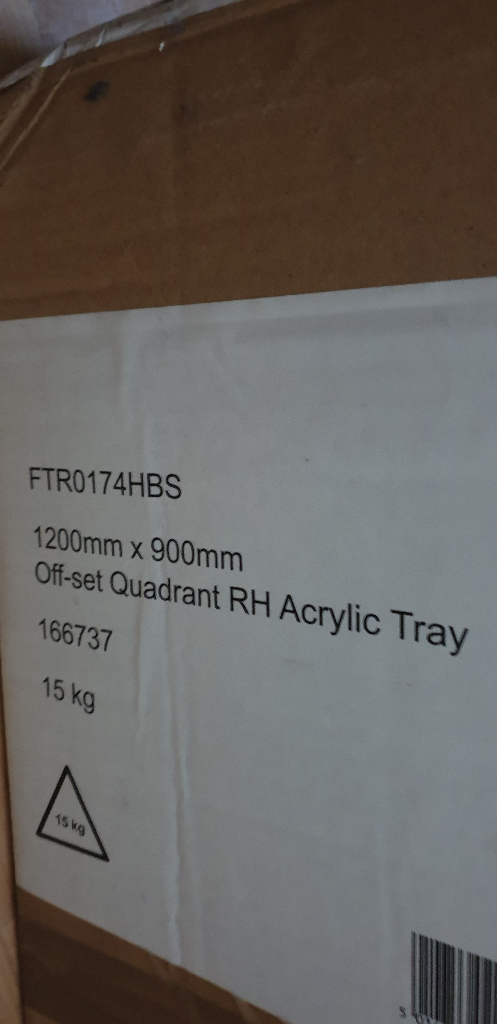 FTR0174HBS
1200mm x 900mm
Off-set Quadrant RH Acrylic Tray
166737
15 kg
15 kg